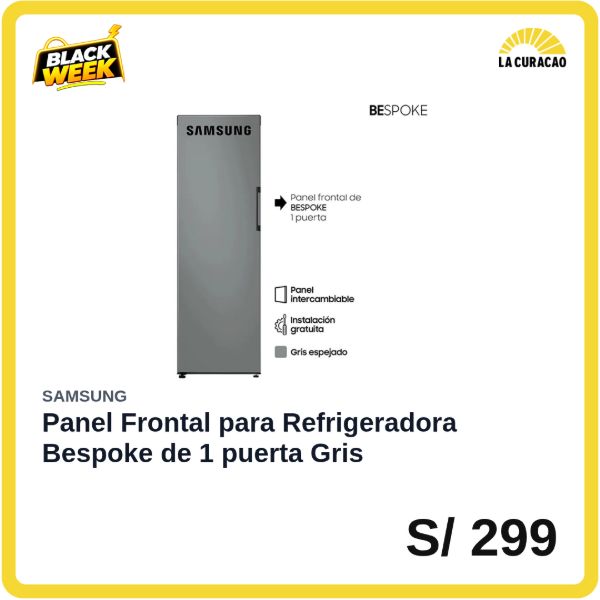 BLACK
WEEK
LA CURACAO
BESPOKE
SAMSUNG
Panel frontal de
BESPOKE
1 puerta
Panel
intercambiable
Instalación
gratuita
Gris espejado
SAMSUNG
Panel Frontal para Refrigeradora
Bespoke de 1 puerta Gris
S/ 299